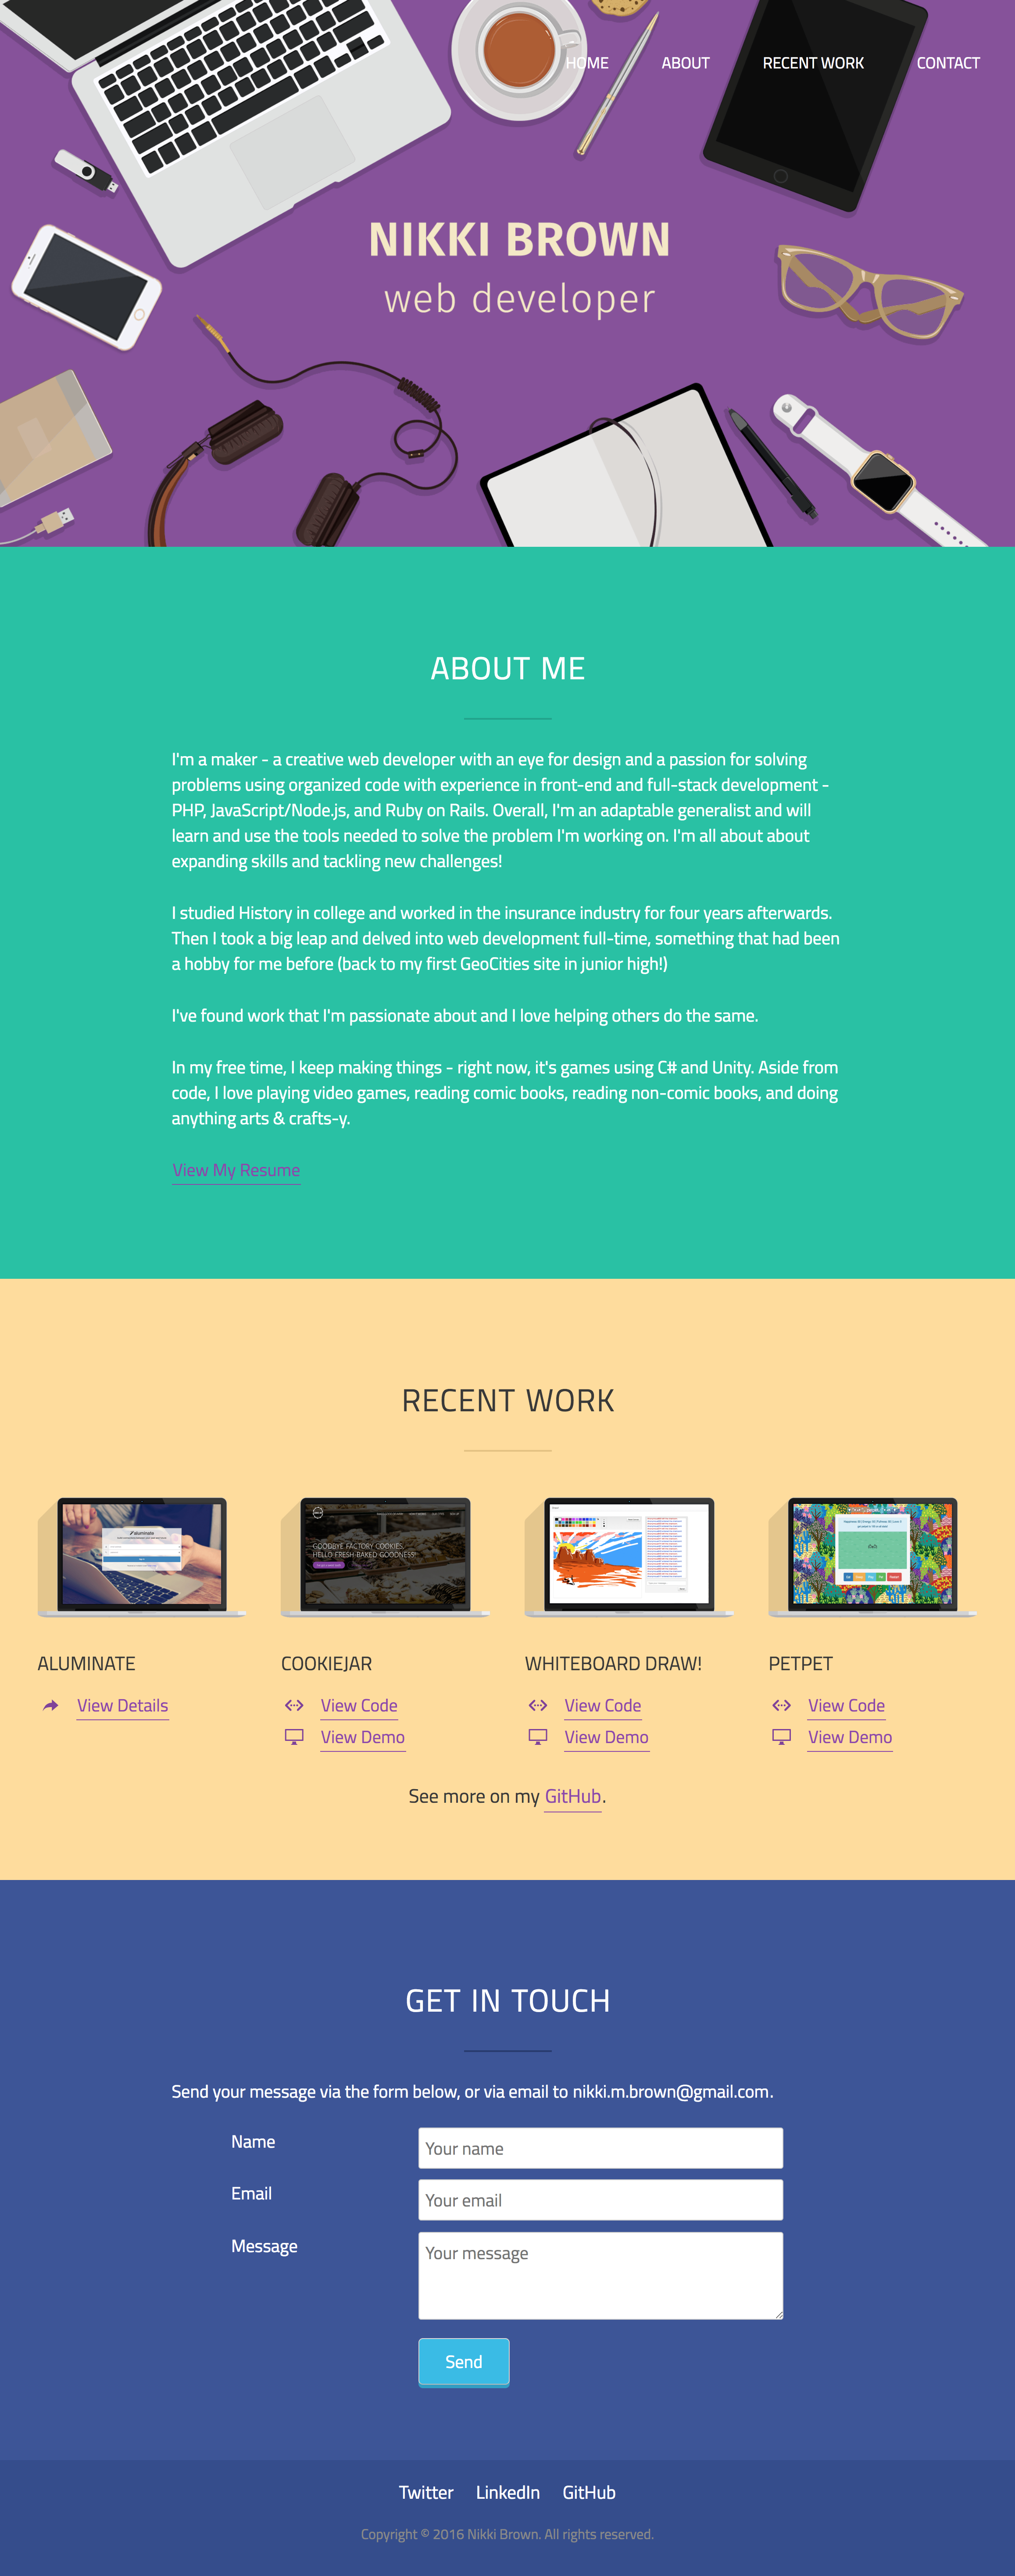 HOME ABOUT RECENT WORK CONTACT
NIKKI BROWN
web developer
ABOUT ME
I'm a maker - a creative web developer with an eye for design and a passion for solving
problems using organized code with experience in front-end and full-stack development -
PHP, JavaScript/Node.js, and Ruby on Rails. Overall, I'm an adaptable generalist and will
learn and use the tools needed to solve the problem I'm working on. I'm all about about
expanding skills and tackling new challenges!
I studied History in college and worked in the insurance industry for four years afterwards.
Then I took a big leap and delved into web development full-time, something that had been
a hobby for me before (back to my first GeoCities site in junior high!)
I've found work that I'm passionate about and I love helping others do the same.
In my free time, I keep making things - right now, it's games using C# and Unity. Aside from
code, I love playing video games, reading comic books, reading non-comic books, and doing
anything arts & crafts-y.
View My Resume
RECENT WORK
aluminate
GOODBYE FACTORY COOKIES.
HELLO FRESH-BAKED GOODNESS!
ALUMINATE COOKIEJAR WHITEBOARD DRAW! PETPET
View Details View Code View Code View Code
View Demo View Demo View Demo
See more on my GitHub.
GET IN TOUCH
Send your message via the form below, or via email to nikki.m.brown@gmail.com.
Name Your name
Email Your email
Message Your message
Send
Twitter LinkedIn GitHub
Copyright © 2016 Nikki Brown. All rights reserved.